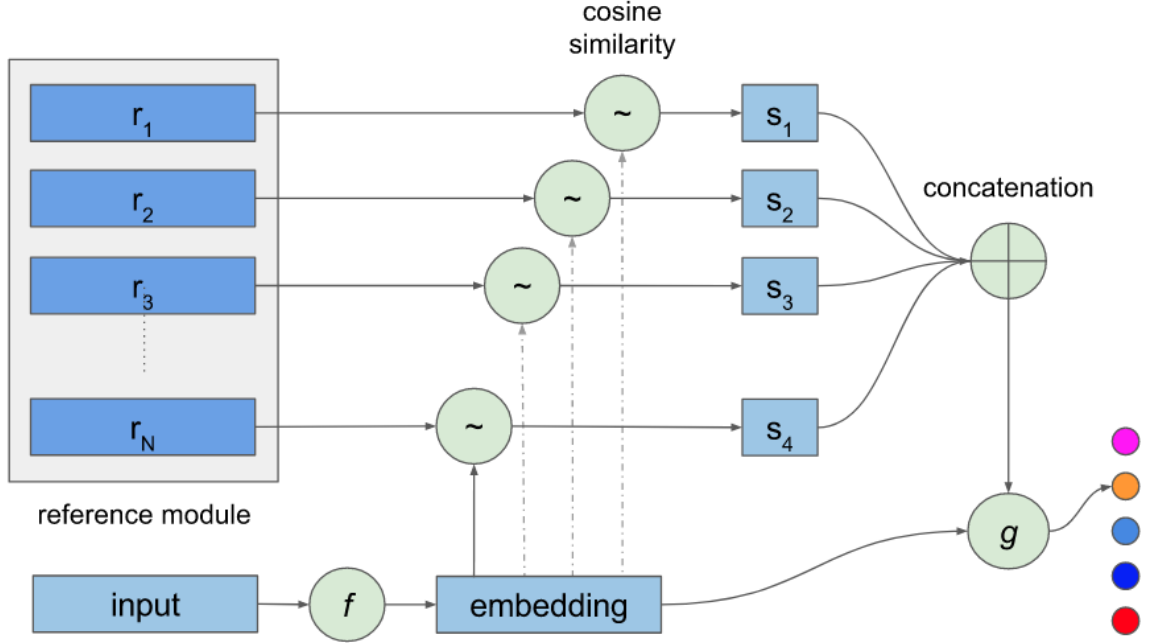 cosine
similarity
r1
~
s1
r2
~
s2
concatenation
r3
~
s3
rN
~
s4
reference module
g
input
f
embedding